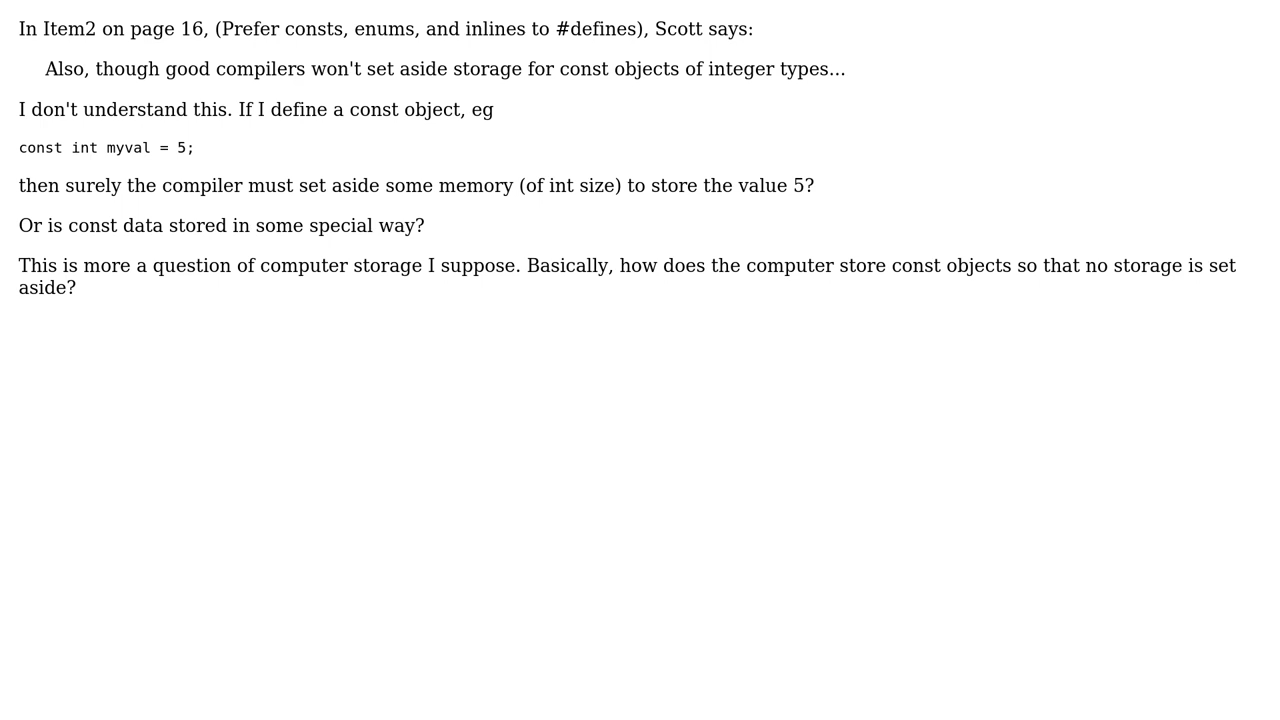 In Item2 on page 16, (Prefer consts, enums, and inlines to #defines), Scott says:
Also, though good compilers won't set aside storage for const objects of integer types...
I don't understand this. If I define a const object, eg
const int myval = 5;
then surely the compiler must set aside some memory (of int size) to store the value 5?
Or is const data stored in some special way?
This is more a question of computer storage I suppose. Basically, how does the computer store const objects so that no storage is set
aside?